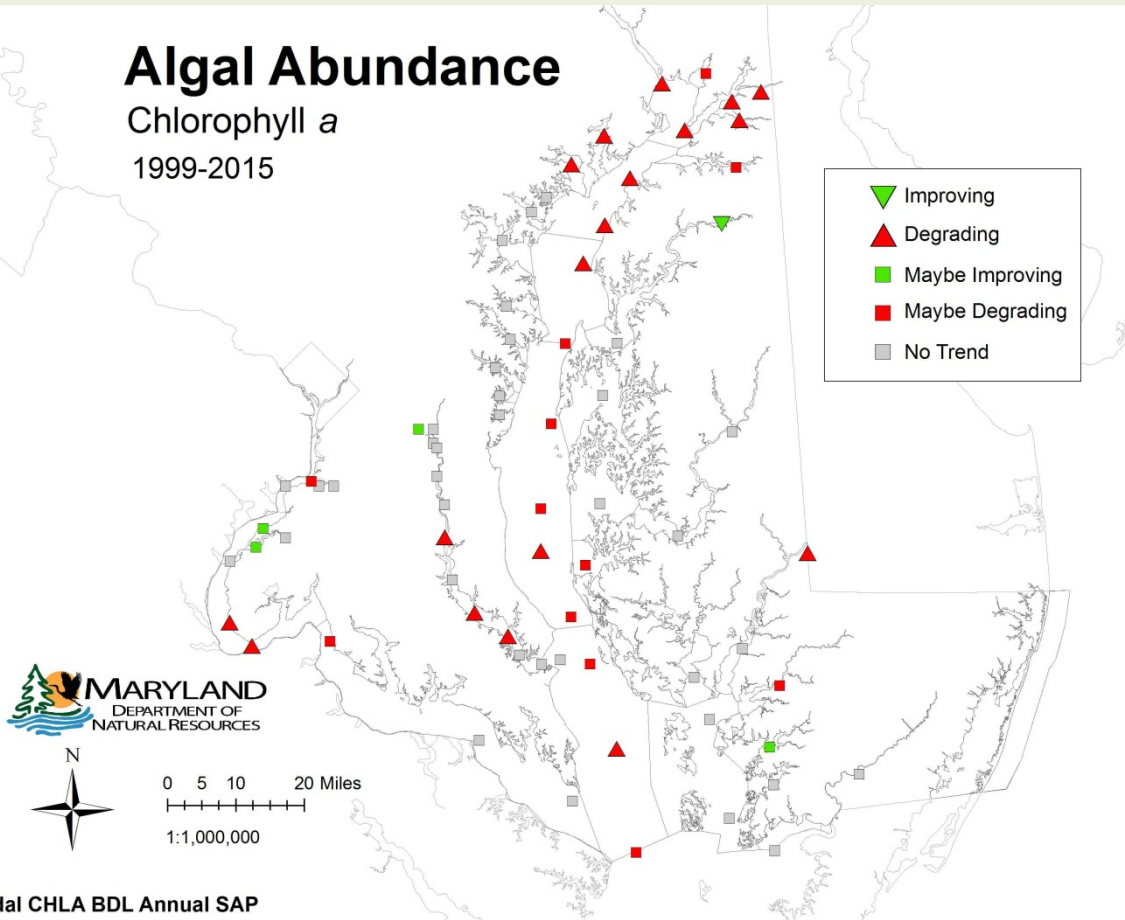 Algal Abundance
Chlorophyll a
1999-2015
Improving
Degrading
Maybe Improving
Maybe Degrading
No Trend
MARYLAND
DEPARTMENT OF
NATURAL RESOURCES
N
0 5 10 20 Miles
1:1,000,000
dal CHLA BDL Annual SAP